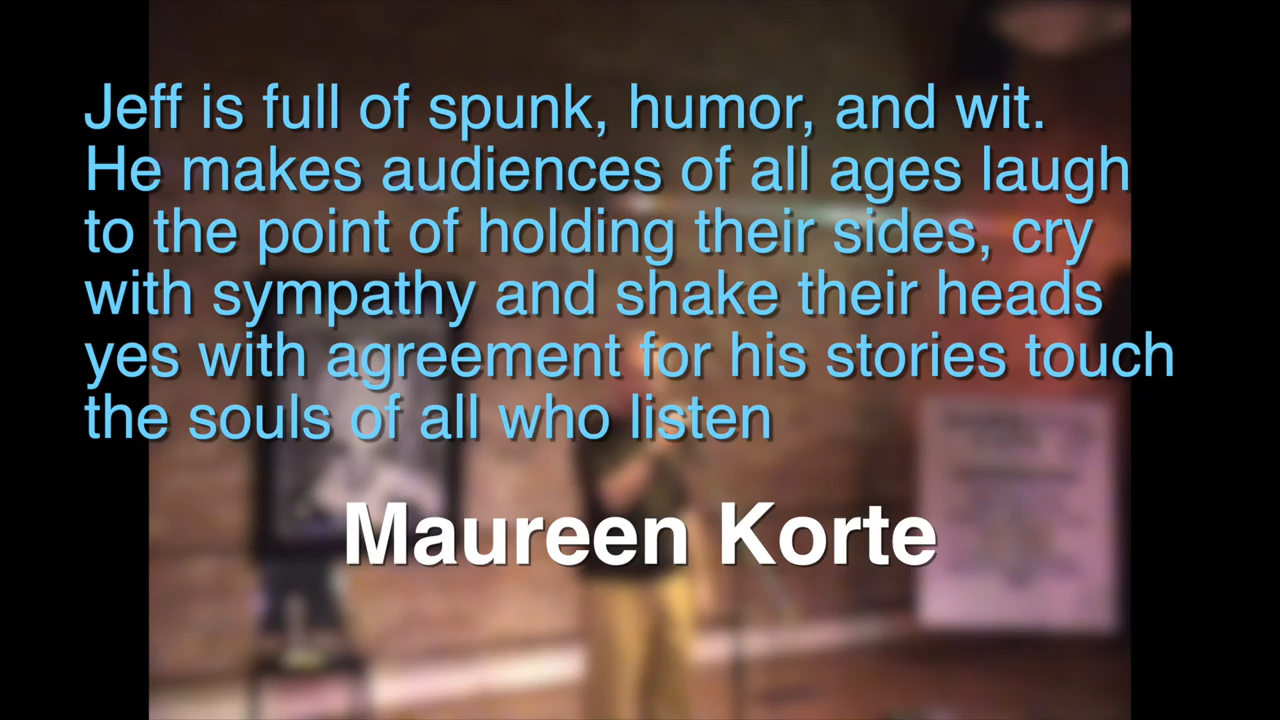 Jeff is full of spunk, humor, and wit.
He makes audiences of all ages laugh
to the point of holding their sides, cry
with sympathy and shake their heads
yes with agreement for his stories touch
the souls of all who listen
Maureen Korte